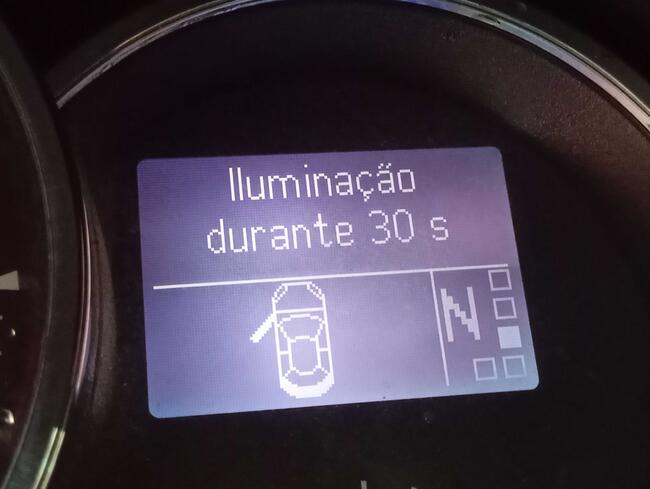 Iluminação
durante 30 s
N